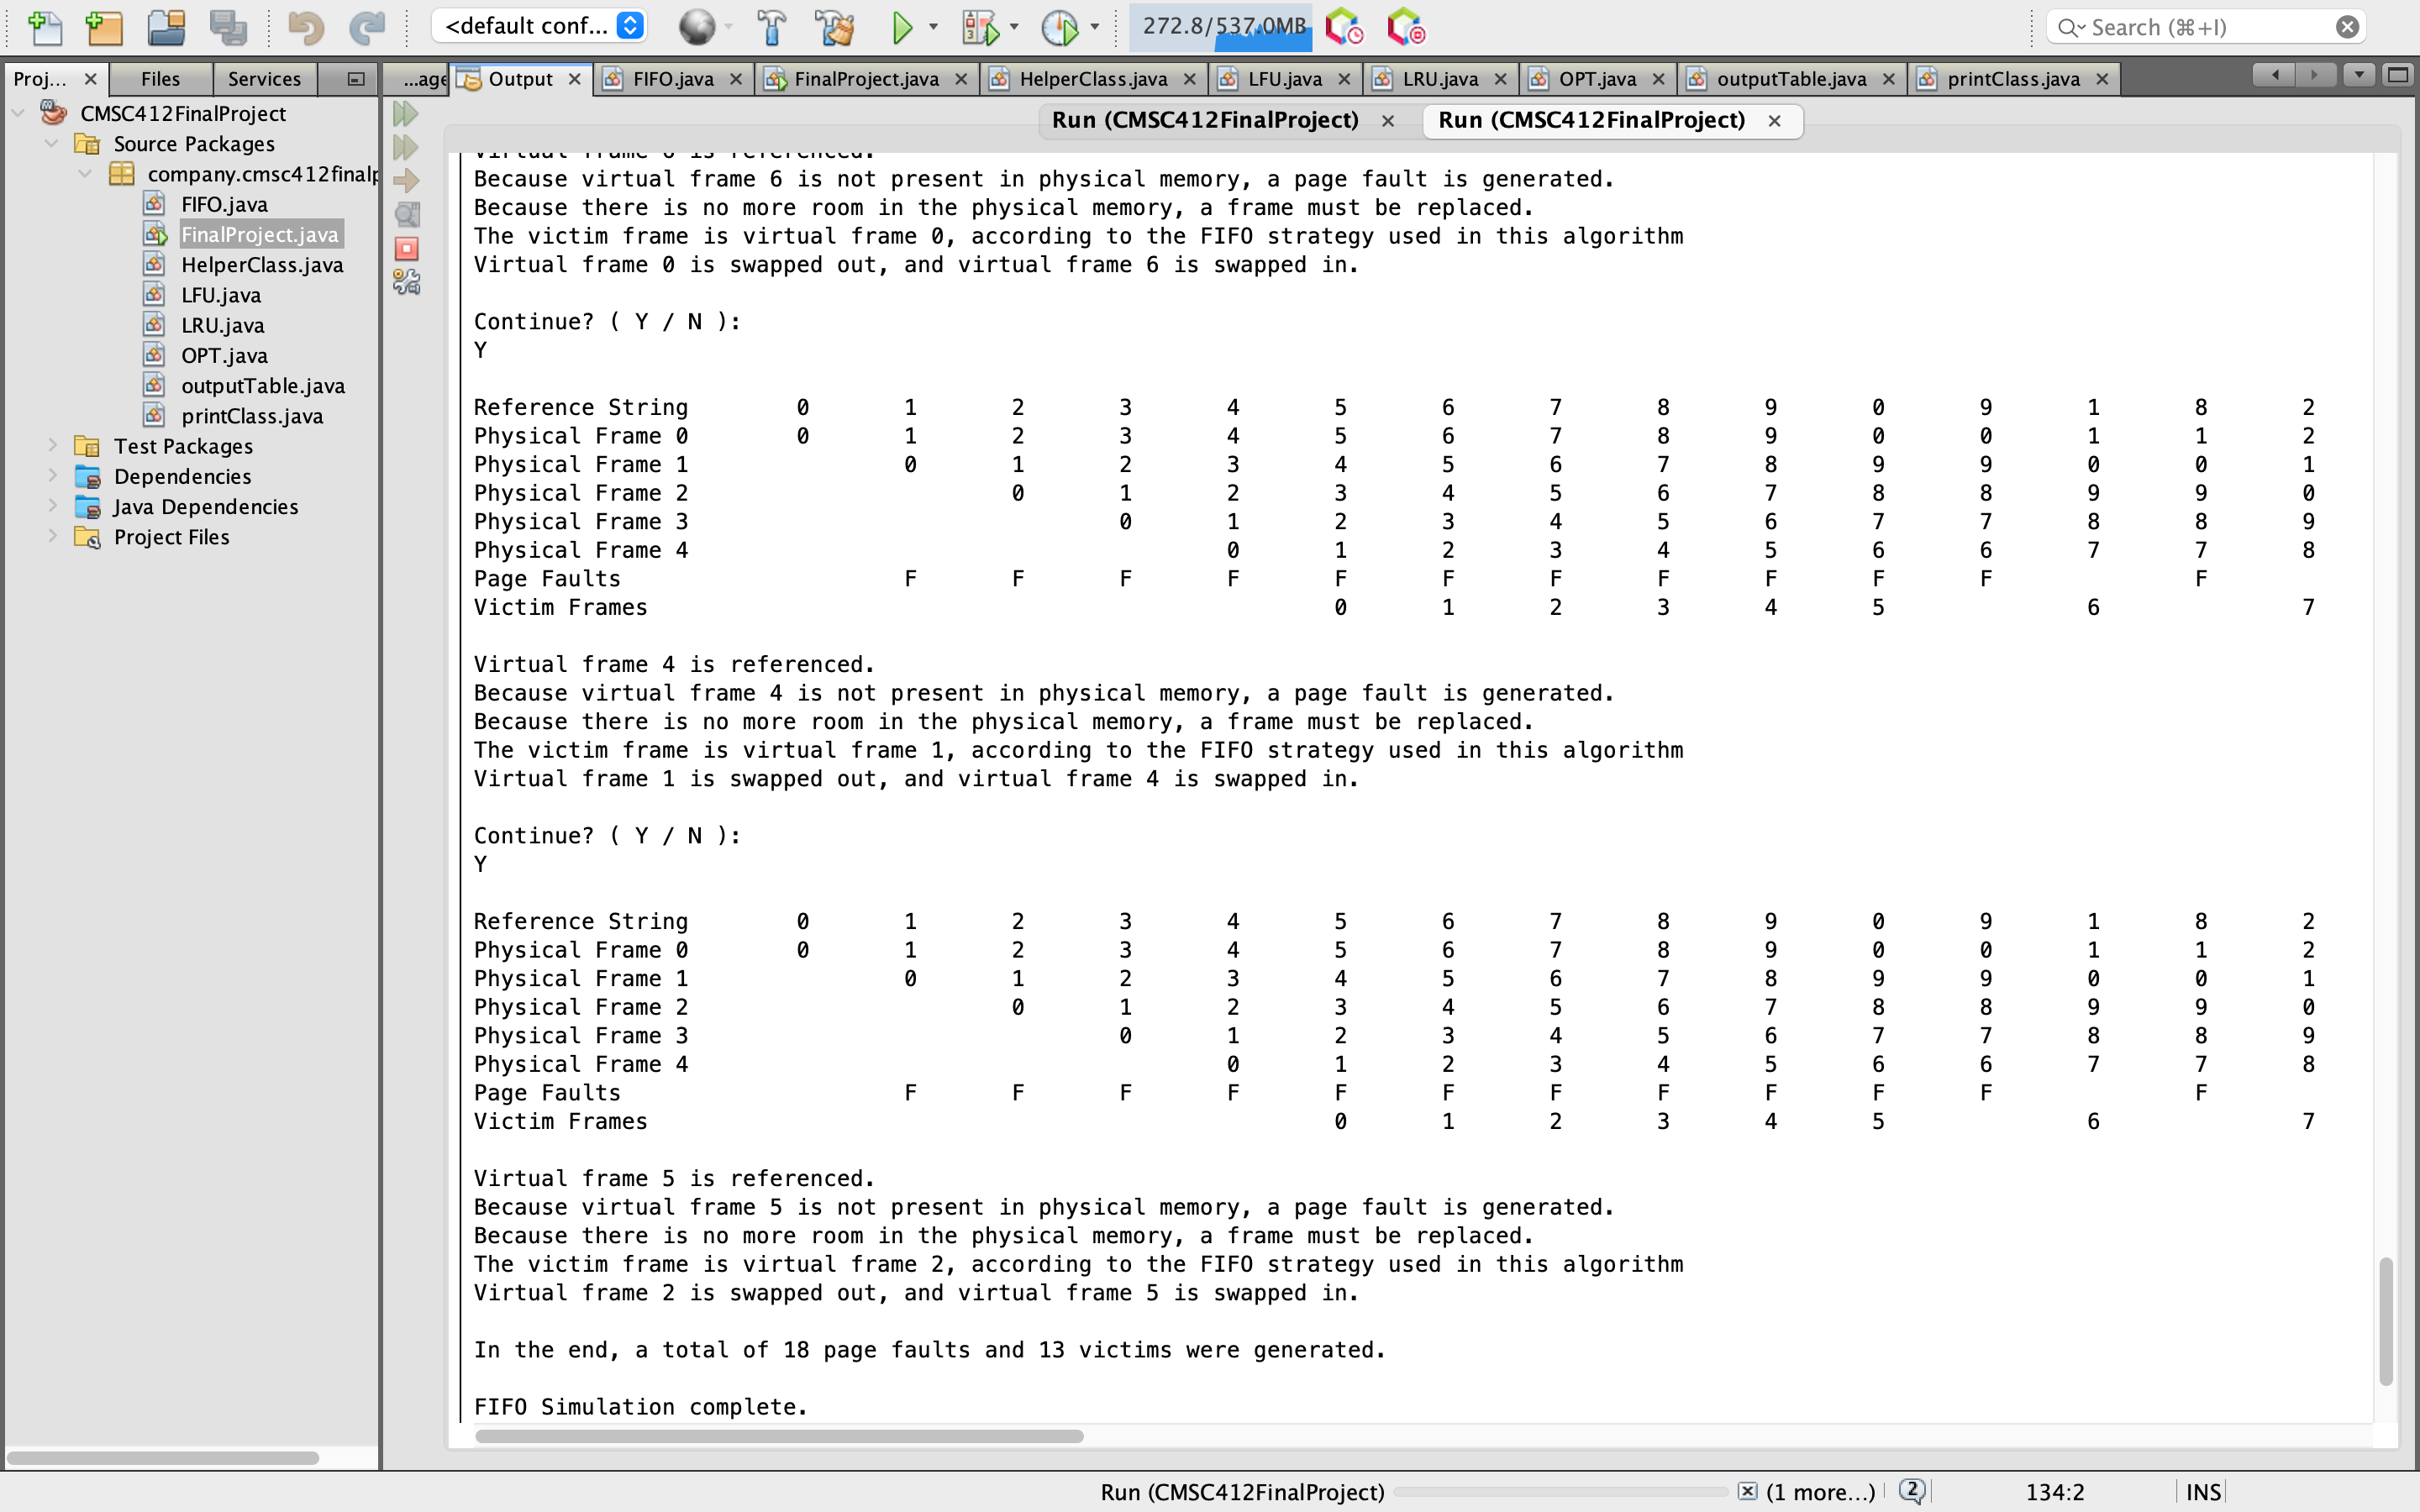 <default conf...
272.8/537.0MB
Search (⌘+I)
Proj...
Files
Services
...age
Output
FIFO.java
FinalProject.java
HelperClass.java
LFU.java
LRU.java
OPT.java
outputTable.java
printClass.java
CMSC412FinalProject
Source Packages
company.cmsc412finalp
FIFO.java
FinalProject.java
HelperClass.java
LFU.java
LRU.java
OPT.java
outputTable.java
printClass.java
Test Packages
Dependencies
Java Dependencies
Project Files
Run (CMSC412FinalProject)
Run (CMSC412FinalProject)
Virtual frame 6 is referenced.
Because virtual frame 6 is not present in physical memory, a page fault is generated.
Because there is no more room in the physical memory, a frame must be replaced.
The victim frame is virtual frame 0, according to the FIFO strategy used in this algorithm
Virtual frame 0 is swapped out, and virtual frame 6 is swapped in.
Continue? ( Y / N ):
Y
Reference String 0 1 2 3 4 5 6 7 8 9 0 9 1 8 2
Physical Frame 0 0 1 2 3 4 5 6 7 8 9 0 0 1 1 2
Physical Frame 1 0 1 2 3 4 5 6 7 8 9 9 0 0 1
Physical Frame 2 0 1 2 3 4 5 6 7 8 8 9 9 0
Physical Frame 3 0 1 2 3 4 5 6 7 7 8 8 9
Physical Frame 4 0 1 2 3 4 5 6 6 7 7 8
Page Faults F F F F F F F F F F F F
Victim Frames 0 1 2 3 4 5 6 7
Virtual frame 4 is referenced.
Because virtual frame 4 is not present in physical memory, a page fault is generated.
Because there is no more room in the physical memory, a frame must be replaced.
The victim frame is virtual frame 1, according to the FIFO strategy used in this algorithm
Virtual frame 1 is swapped out, and virtual frame 4 is swapped in.
Continue? ( Y / N ):
Y
Reference String 0 1 2 3 4 5 6 7 8 9 0 9 1 8 2
Physical Frame 0 0 1 2 3 4 5 6 7 8 9 0 0 1 1 2
Physical Frame 1 0 1 2 3 4 5 6 7 8 9 9 0 0 1
Physical Frame 2 0 1 2 3 4 5 6 7 8 8 9 9 0
Physical Frame 3 0 1 2 3 4 5 6 7 7 8 8 9
Physical Frame 4 0 1 2 3 4 5 6 6 7 7 8
Page Faults F F F F F F F F F F F F
Victim Frames 0 1 2 3 4 5 6 7
Virtual frame 5 is referenced.
Because virtual frame 5 is not present in physical memory, a page fault is generated.
Because there is no more room in the physical memory, a frame must be replaced.
The victim frame is virtual frame 2, according to the FIFO strategy used in this algorithm
Virtual frame 2 is swapped out, and virtual frame 5 is swapped in.
In the end, a total of 18 page faults and 13 victims were generated.
FIFO Simulation complete.
Run (CMSC412FinalProject)
(1 more...)
2
134:2
INS